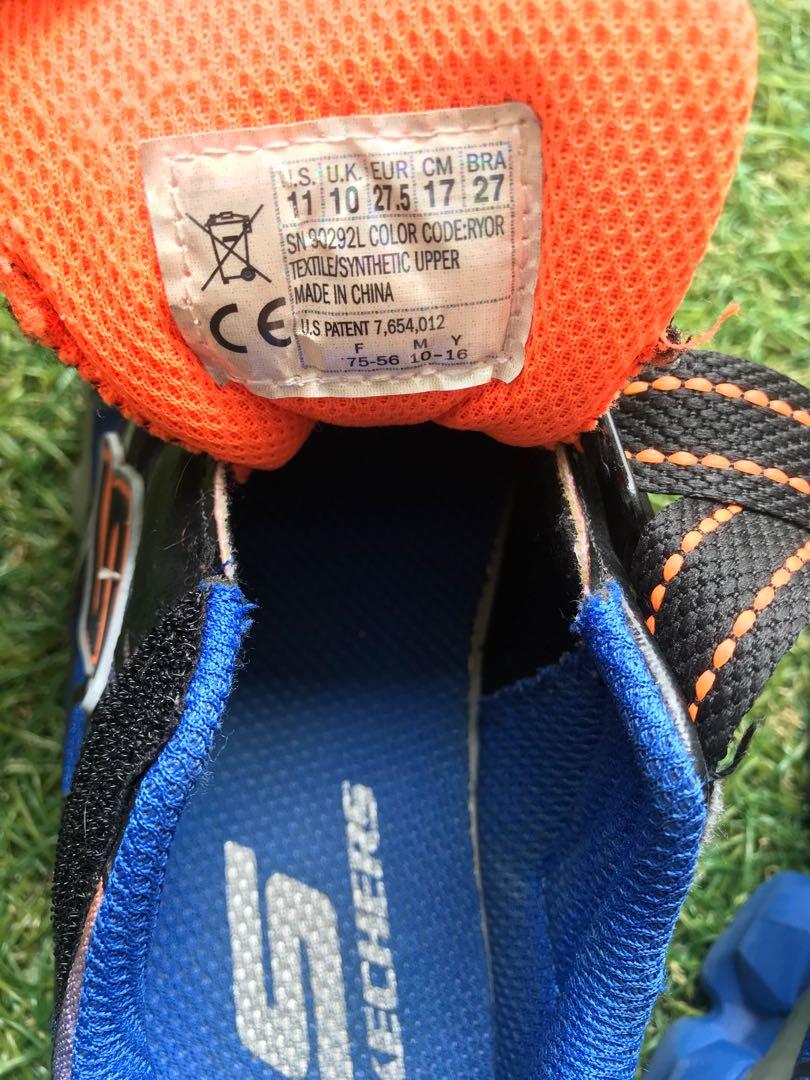 U.S. U.K. EUR CM BRA
11 10 27.5 17 27
SN 90292L COLOR CODE:RYOR
TEXTILE/SYNTHETIC UPPER
MADE IN CHINA
CE
U.S PATENT 7,654,012
F M Y
75-56 10-16
S
SKECHERS